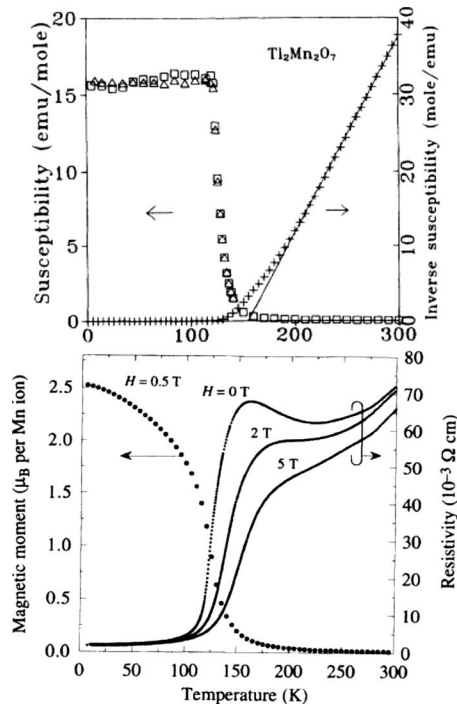 Tl₂Mn₂O₇
Susceptibility (emu/mole)
20
15
10
5
0
Inverse susceptibility (mole/emu)
40
30
20
10
0
0 100 200 300
Magnetic moment (μB per Mn ion)
2.5
2.0
1.5
1.0
0.5
0.0
H = 0.5 T
H = 0 T
2 T
5 T
Resistivity (10⁻³ Ω cm)
80
70
60
50
40
30
20
10
0
0 50 100 150 200 250 300
Temperature (K)